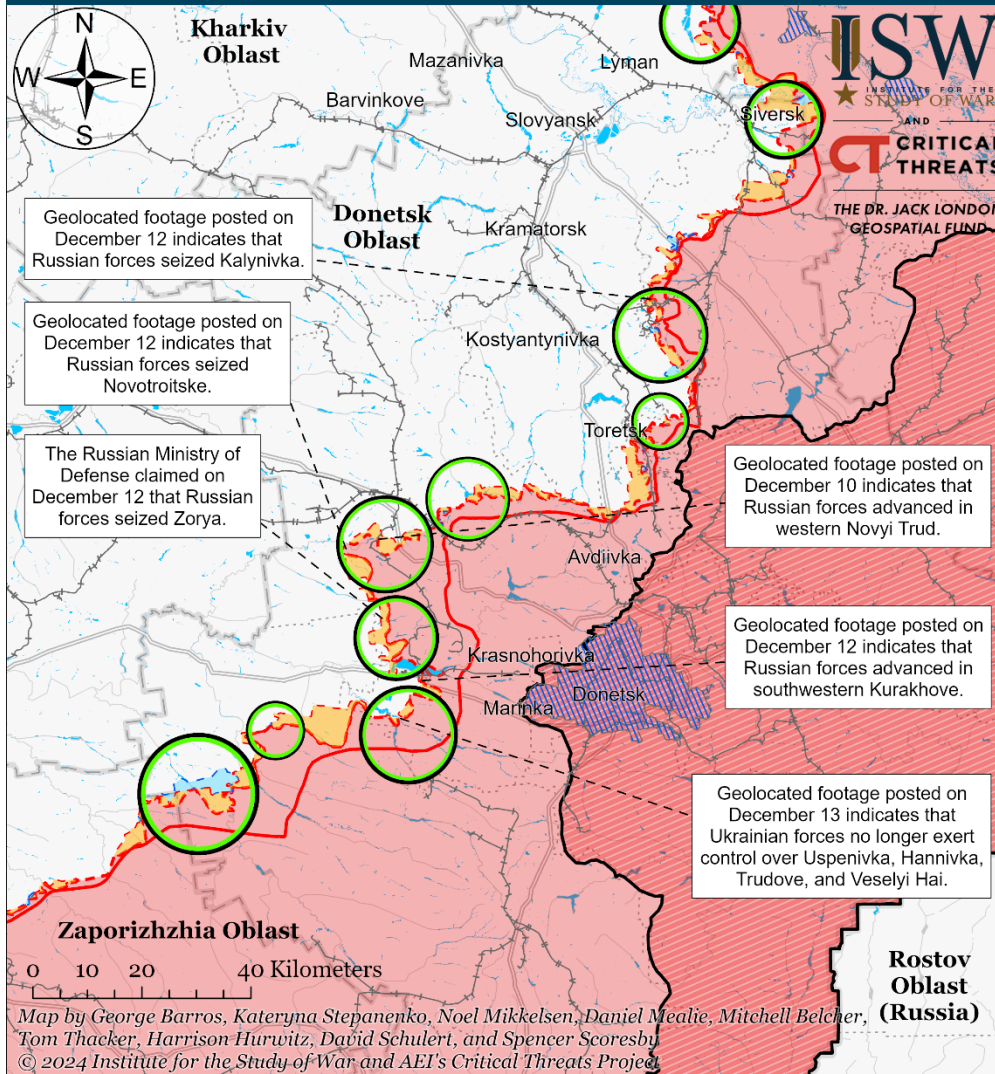 N
W
E
S
Kharkiv
Oblast
Mazanivka
Lyman
Barvinkove
Slovyansk
Siversk
ISW
INSTITUTE FOR THE
STUDY OF WAR
AND
CT CRITICAL
THREATS
THE DR. JACK LONDON
GEOSPATIAL FUND
Geolocated footage posted on
December 12 indicates that
Russian forces seized Kalynivka.
Donetsk
Oblast
Kramatorsk
Geolocated footage posted on
December 12 indicates that
Russian forces seized
Novotroitske.
Kostyantynivka
Toretsk
The Russian Ministry of
Defense claimed on
December 12 that Russian
forces seized Zorya.
Geolocated footage posted on
December 10 indicates that
Russian forces advanced in
western Novyi Trud.
Avdiivka
Geolocated footage posted on
December 12 indicates that
Russian forces advanced in
southwestern Kurakhove.
Krasnohorivka
Marinka
Donetsk
Geolocated footage posted on
December 13 indicates that
Ukrainian forces no longer exert
control over Uspenivka, Hannivka,
Trudove, and Veselyi Hai.
Zaporizhzhia Oblast
0 10 20 40 Kilometers
Rostov
Oblast
(Russia)
Map by George Barros, Kateryna Stepanenko, Noel Mikkelsen, Daniel Mealie, Mitchell Belcher,
Tom Thacker, Harrison Hurwitz, David Schulert, and Spencer Scoresby
© 2024 Institute for the Study of War and AEI's Critical Threats Project